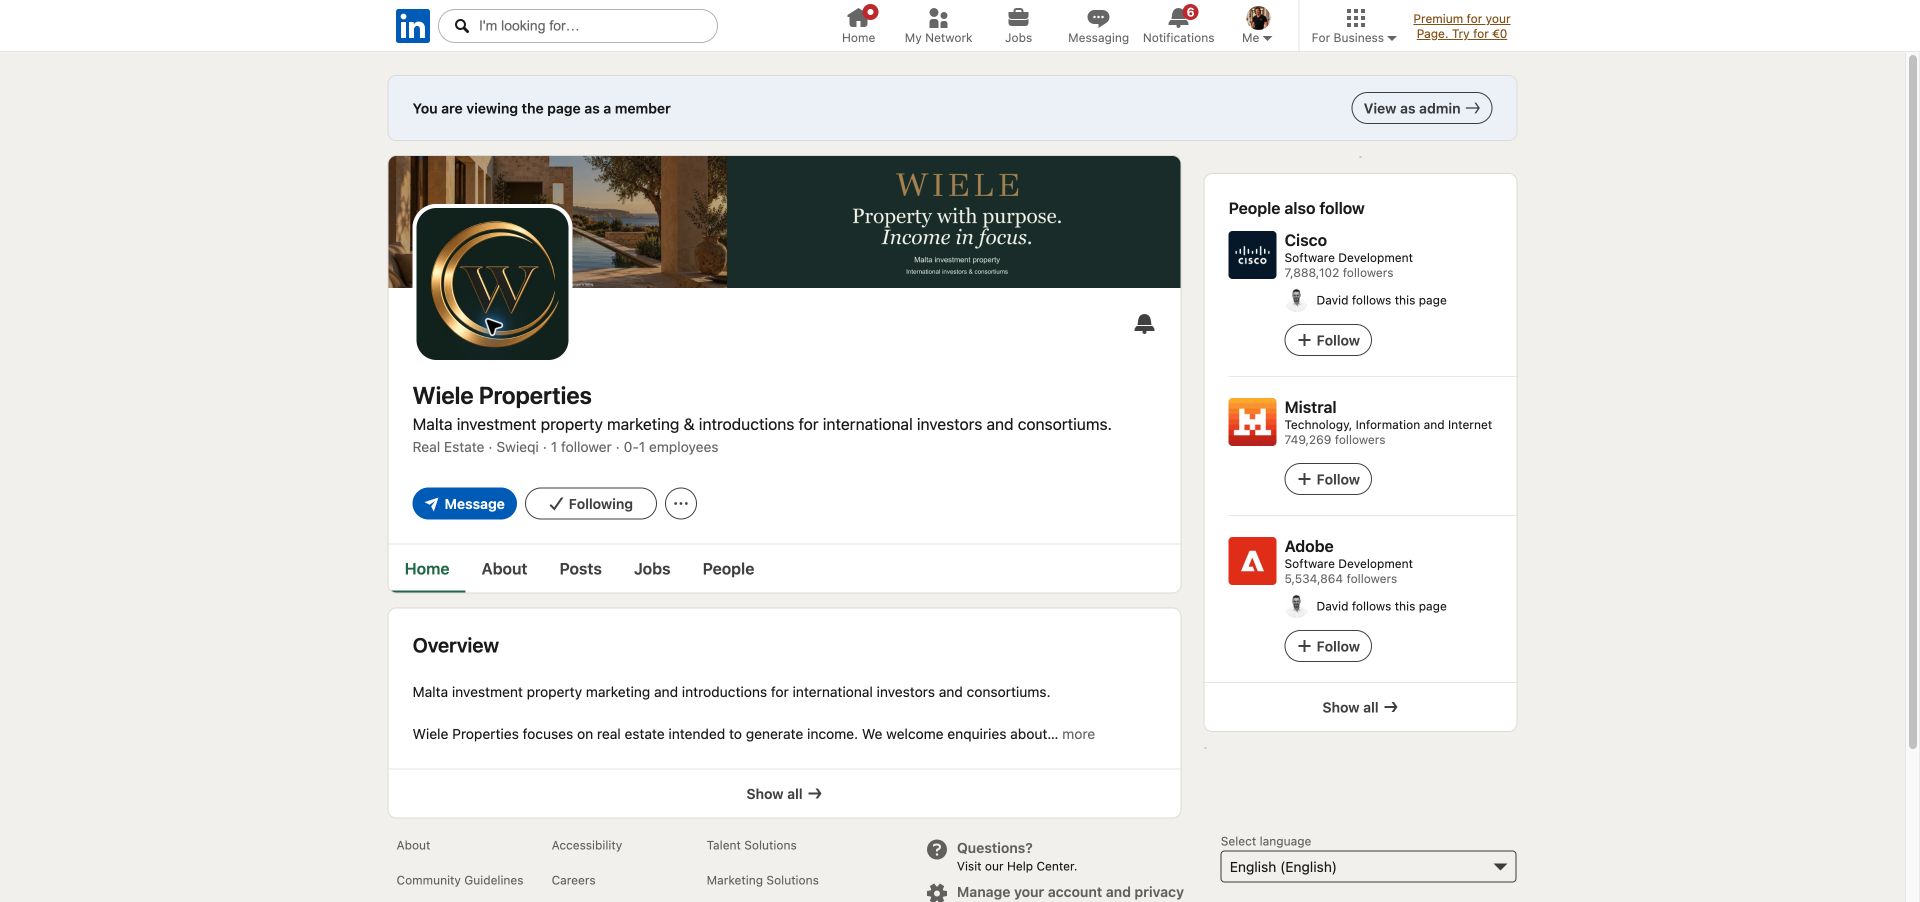 in
I'm looking for…
Home
My Network
Jobs
Messaging
6
Notifications
Me
For Business
Premium for your
Page. Try for €0
You are viewing the page as a member
View as admin →
WIELE
Property with purpose.
Income in focus.
Malta investment property
International investors & consortiums
W
Wiele Properties
Malta investment property marketing & introductions for international investors and consortiums.
Real Estate · Swieqi · 1 follower · 0-1 employees
Message
Following
Home
About
Posts
Jobs
People
Overview
Malta investment property marketing and introductions for international investors and consortiums.
Wiele Properties focuses on real estate intended to generate income. We welcome enquiries about… more
Show all →
People also follow
CISCO
Cisco
Software Development
7,888,102 followers
David follows this page
+ Follow
Mistral
Technology, Information and Internet
749,269 followers
+ Follow
Adobe
Software Development
5,534,864 followers
David follows this page
+ Follow
Show all →
About
Accessibility
Talent Solutions
Community Guidelines
Careers
Marketing Solutions
Questions?
Visit our Help Center.
Manage your account and privacy
Select language
English (English)